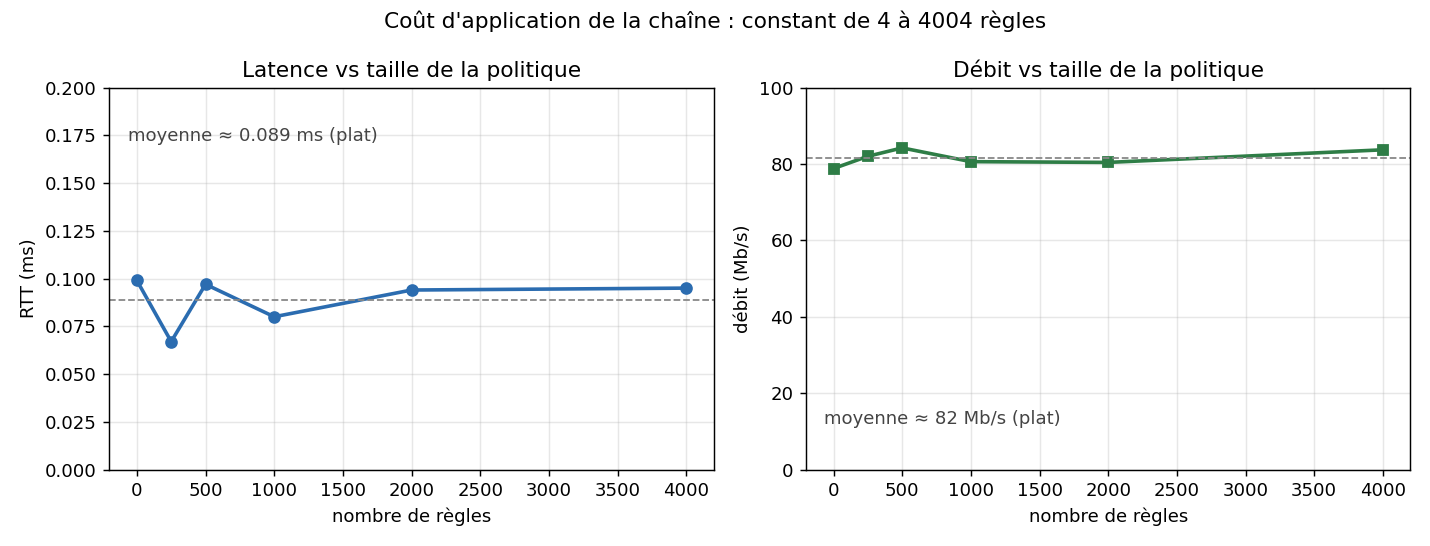 Coût d'application de la chaîne : constant de 4 à 4004 règles
Latence vs taille de la politique
0.200
0.175
0.150
0.125
0.100
0.075
0.050
0.025
0.000
RTT (ms)
moyenne ≈ 0.089 ms (plat)
0 500 1000 1500 2000 2500 3000 3500 4000
nombre de règles
Débit vs taille de la politique
100
80
60
40
20
0
débit (Mb/s)
moyenne ≈ 82 Mb/s (plat)
0 500 1000 1500 2000 2500 3000 3500 4000
nombre de règles